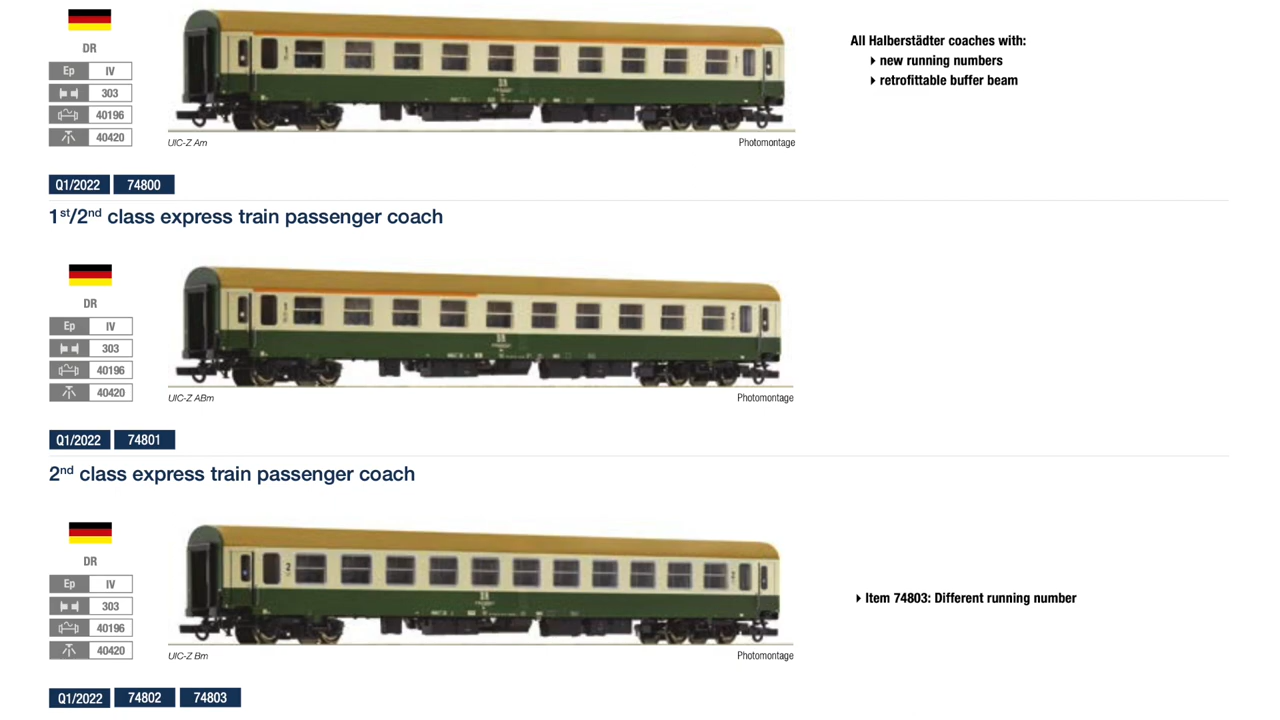 DR
Ep IV
303
40196
40420
UIC-Z Am
Photomontage
All Halberstädter coaches with:
new running numbers
retrofittable buffer beam
Q1/2022 74800
1st/2nd class express train passenger coach
DR
Ep IV
303
40196
40420
UIC-Z ABm
Photomontage
Q1/2022 74801
2nd class express train passenger coach
DR
Ep IV
303
40196
40420
UIC-Z Bm
Photomontage
Item 74803: Different running number
Q1/2022 74802 74803